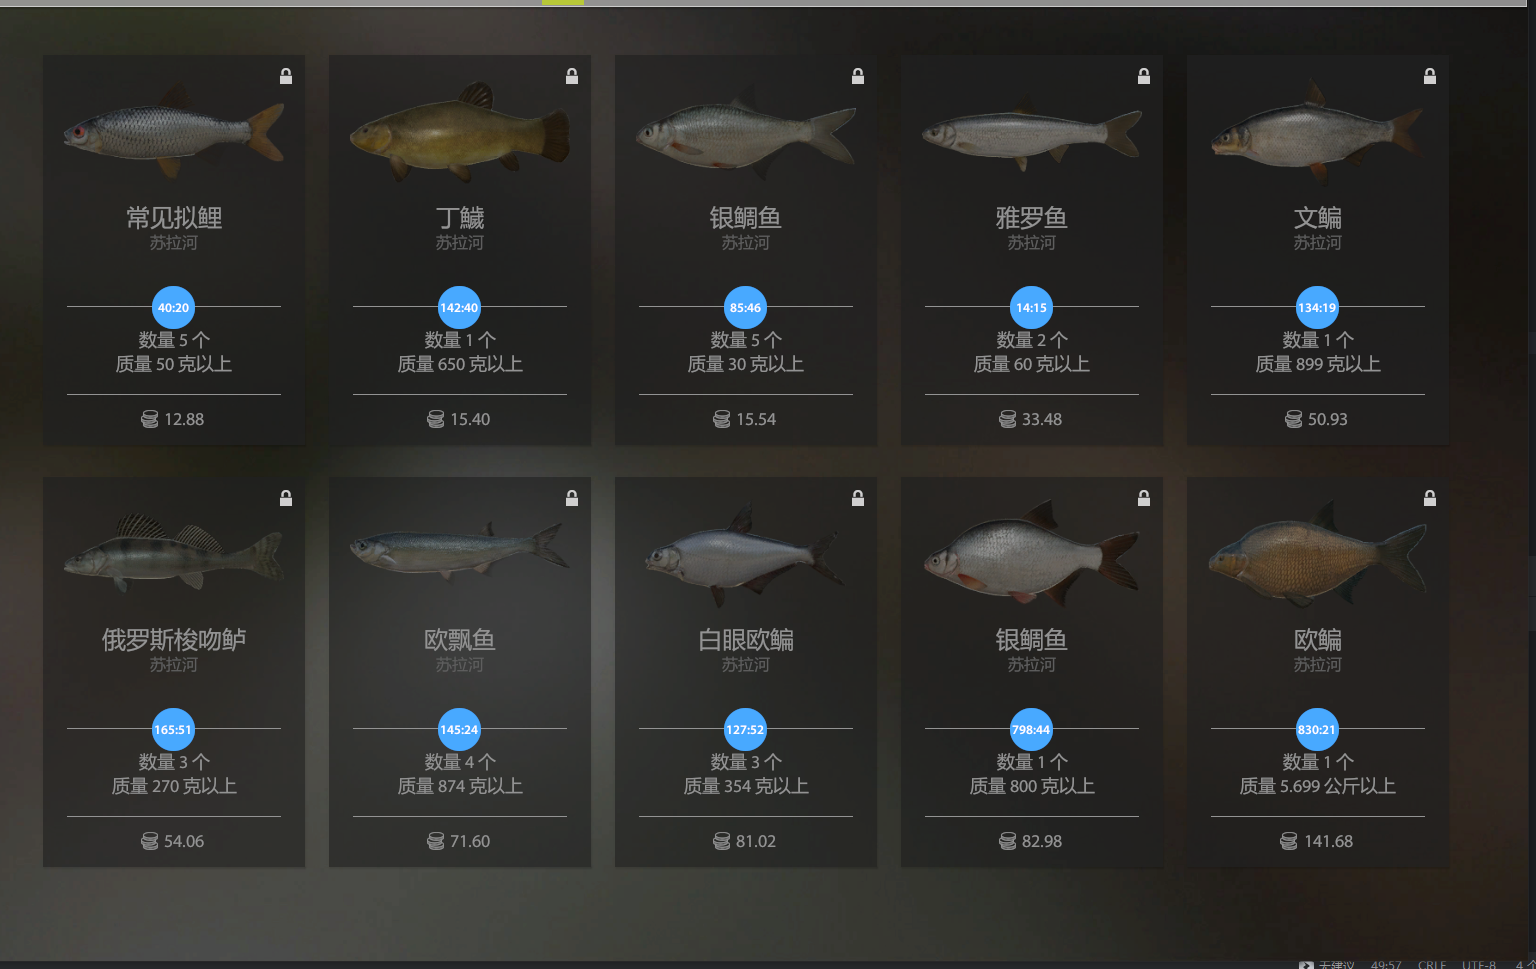 常见拟鲤
苏拉河
40:20
数量 5 个
质量 50 克以上
12.88
丁鱥
苏拉河
142:40
数量 1 个
质量 650 克以上
15.40
银鲷鱼
苏拉河
85:46
数量 5 个
质量 30 克以上
15.54
雅罗鱼
苏拉河
14:15
数量 2 个
质量 60 克以上
33.48
文鳊
苏拉河
134:19
数量 1 个
质量 899 克以上
50.93
俄罗斯梭吻鲈
苏拉河
165:51
数量 3 个
质量 270 克以上
54.06
欧飘鱼
苏拉河
145:24
数量 4 个
质量 874 克以上
71.60
白眼欧鳊
苏拉河
127:52
数量 3 个
质量 354 克以上
81.02
银鲷鱼
苏拉河
798:44
数量 1 个
质量 800 克以上
82.98
欧鳊
苏拉河
830:21
数量 1 个
质量 5.699 公斤以上
141.68
无建议 49:57 CRLF UTF-8 4 个